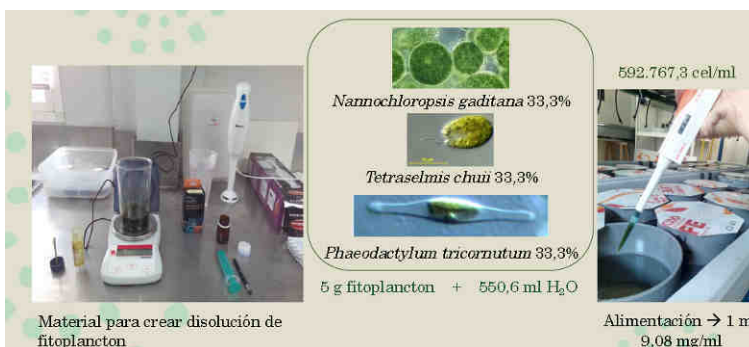 Nannochloropsis gaditana 33,3%
Tetraselmis chuii 33,3%
Phaeodactylum tricornutum 33,3%
5 g fitoplancton + 550,6 ml H₂O
Material para crear disolución de
fitoplancton
592.767,3 cel/ml
Alimentación → 1 m
9,08 mg/ml